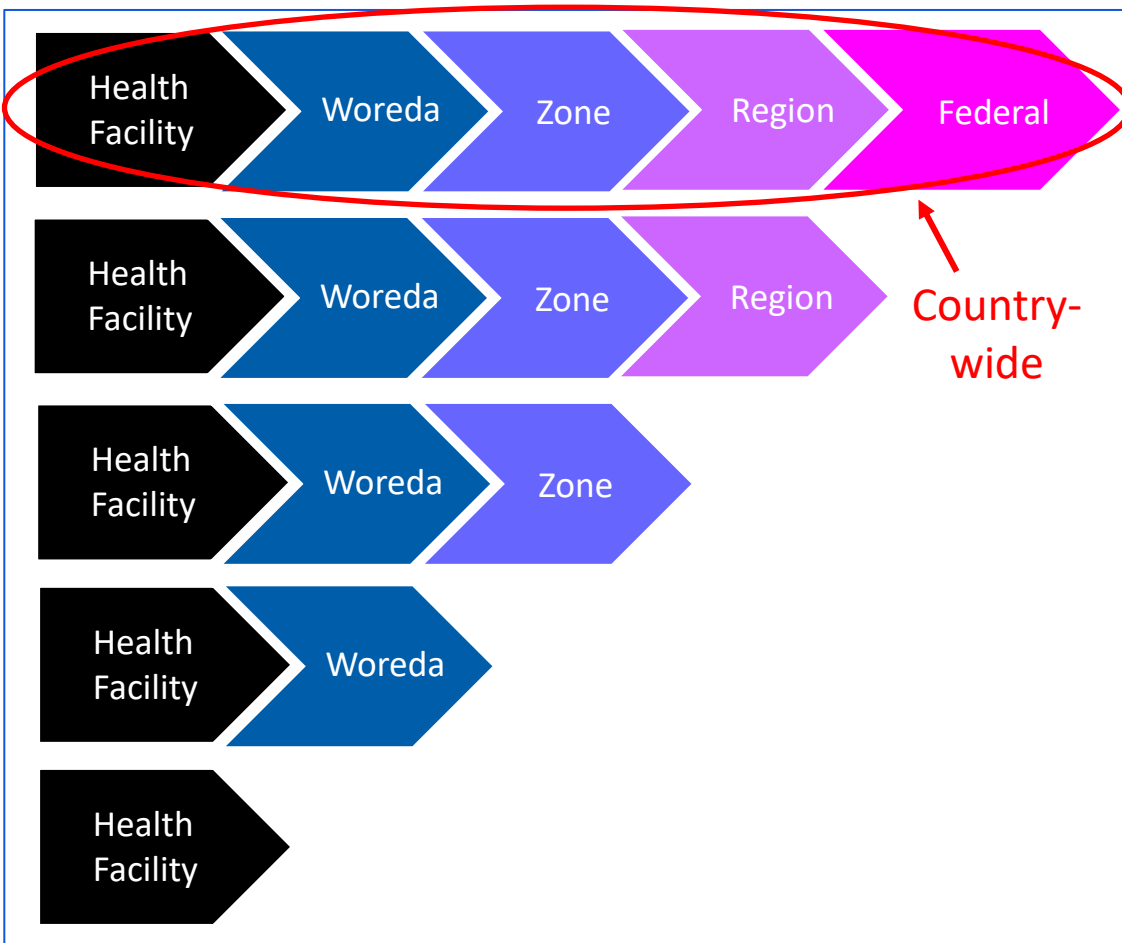 Health
Facility
Woreda
Zone
Region
Federal
Health
Facility
Woreda
Zone
Region
Country-
wide
Health
Facility
Woreda
Zone
Health
Facility
Woreda
Health
Facility